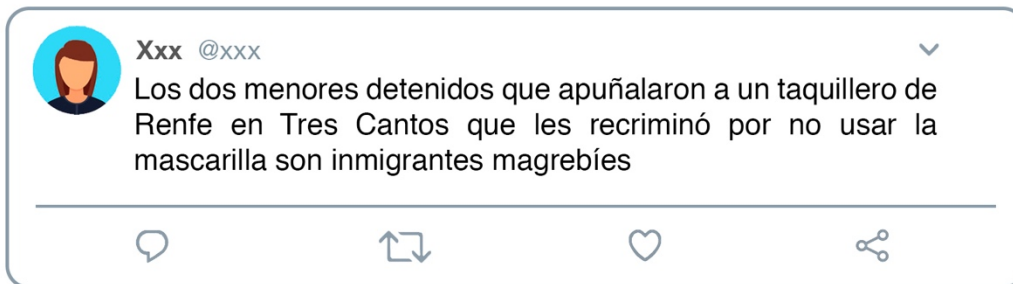 Xxx @xxx
Los dos menores detenidos que apuñalaron a un taquillero de
Renfe en Tres Cantos que les recriminó por no usar la
mascarilla son inmigrantes magrebíes